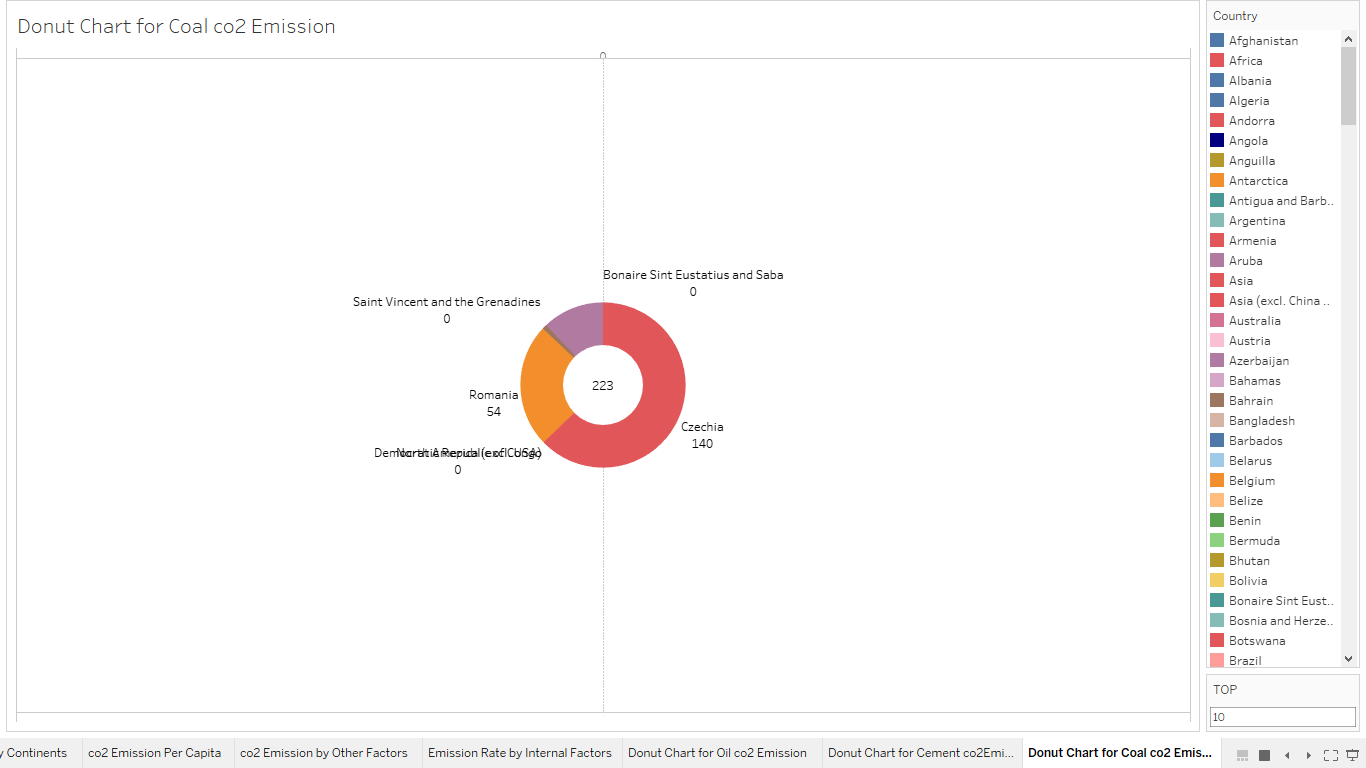 Donut Chart for Coal co2 Emission
0
Bonaire Sint Eustatius and Saba
0
Saint Vincent and the Grenadines
0
223
Romania
54
Czechia
140
Democratic Republic of Congo
North America (excl. USA)
0
Country
Afghanistan
Africa
Albania
Algeria
Andorra
Angola
Anguilla
Antarctica
Antigua and Barb..
Argentina
Armenia
Aruba
Asia
Asia (excl. China ..
Australia
Austria
Azerbaijan
Bahamas
Bahrain
Bangladesh
Barbados
Belarus
Belgium
Belize
Benin
Bermuda
Bhutan
Bolivia
Bonaire Sint Eust..
Bosnia and Herze..
Botswana
Brazil
TOP
10
y Continents
co2 Emission Per Capita
co2 Emission by Other Factors
Emission Rate by Internal Factors
Donut Chart for Oil co2 Emission
Donut Chart for Cement co2Emi...
Donut Chart for Coal co2 Emis...